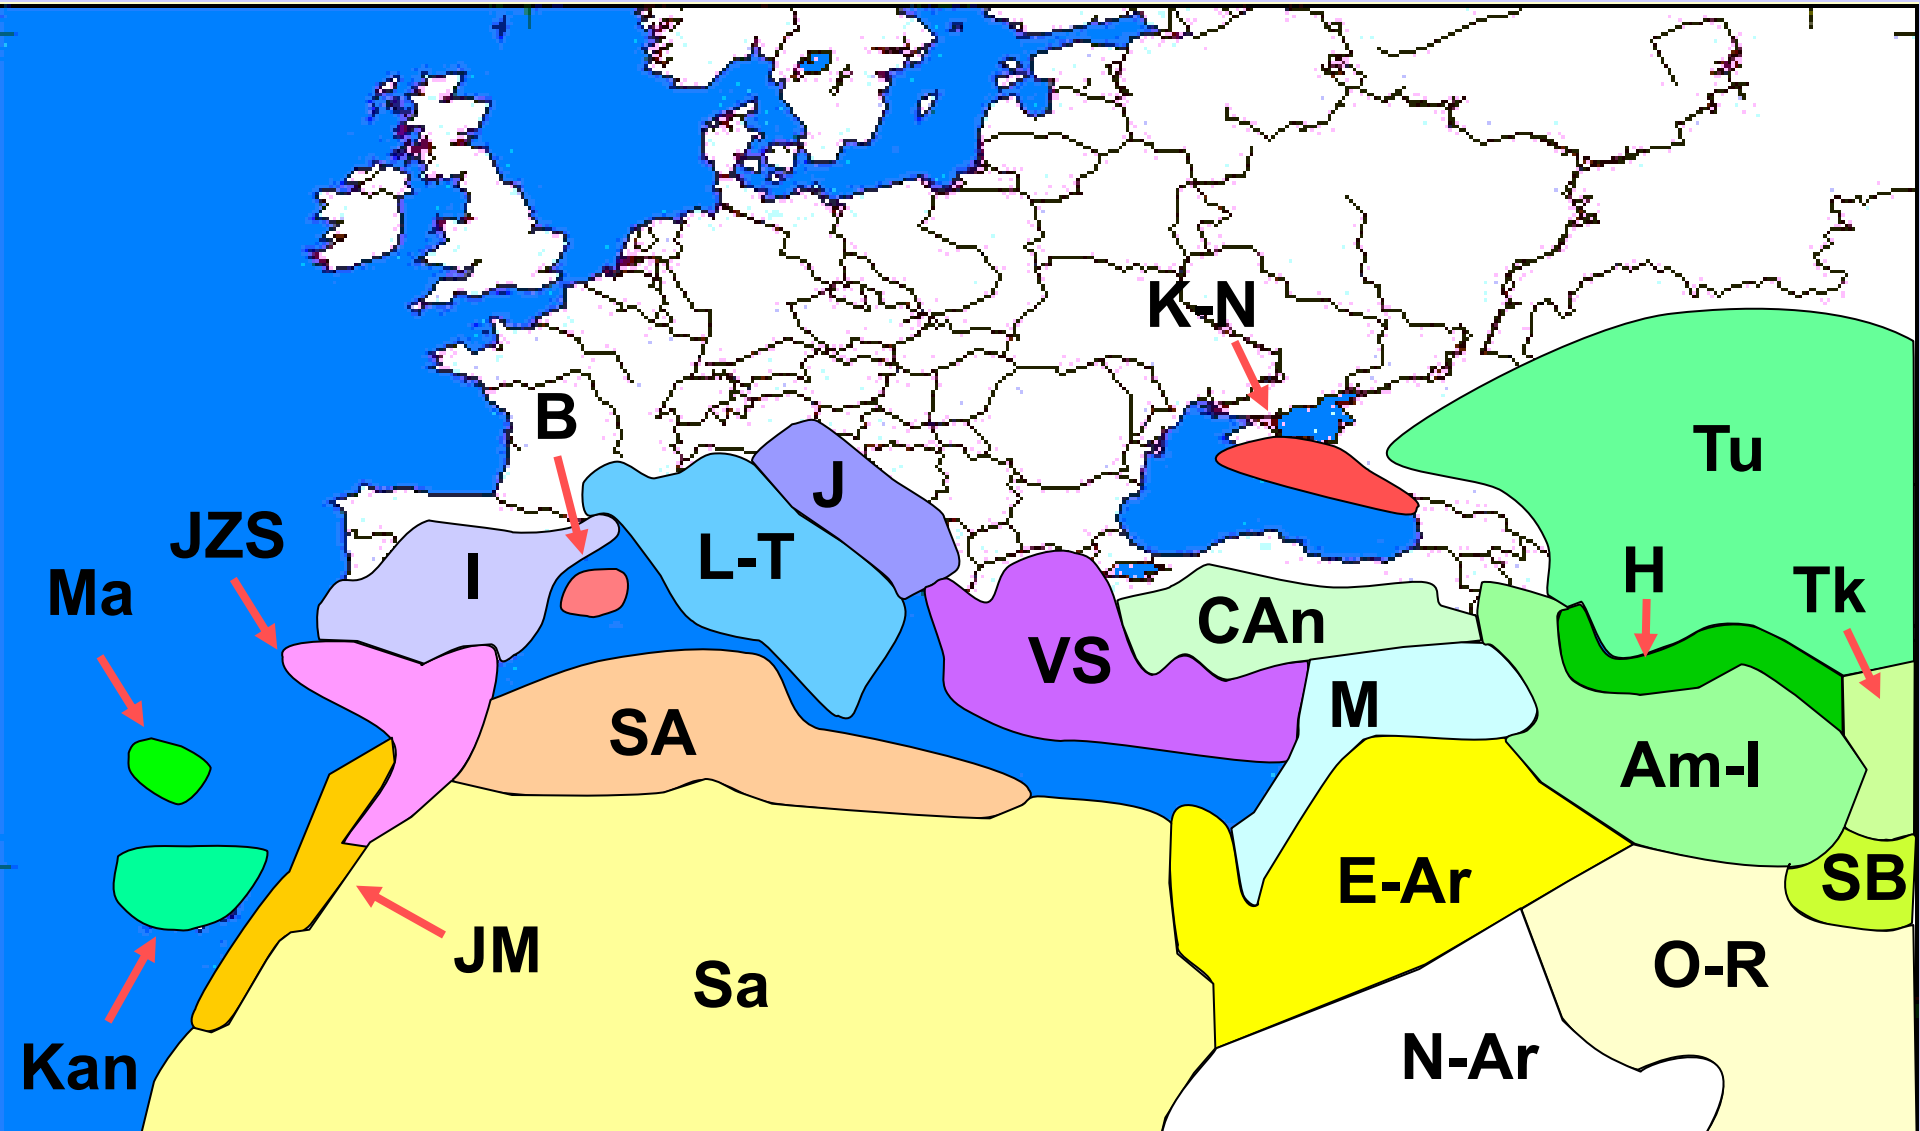 K-N
B
Tu
J
JZS
L-T
I
H
Ma
Tk
CAn
VS
M
SA
Am-I
E-Ar
SB
JM
O-R
Sa
N-Ar
Kan